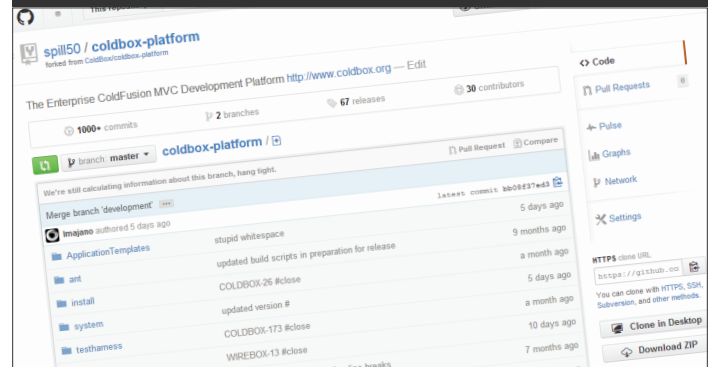 This repository
spill50 / coldbox-platform
forked from ColdBox/coldbox-platform
The Enterprise ColdFusion MVC Development Platform http://www.coldbox.org — Edit
1000+ commits
2 branches
67 releases
30 contributors
branch: master
coldbox-platform /
We're still calculating information about this branch, hang tight.
Pull Request
Compare
Merge branch 'development'
lmajano authored 5 days ago
latest commit bb08f37ed3
ApplicationTemplates
stupid whitespace
5 days ago
ant
updated build scripts in preparation for release
9 months ago
install
COLDBOX-26 #close
a month ago
system
updated version #
5 days ago
testharness
COLDBOX-173 #close
a month ago
WIREBOX-13 #close
10 days ago
breaks
7 months ago
Code
Pull Requests
0
Pulse
Graphs
Network
Settings
HTTPS clone URL
https://github.co
You can clone with HTTPS, SSH,
Subversion, and other methods.
Clone in Desktop
Download ZIP